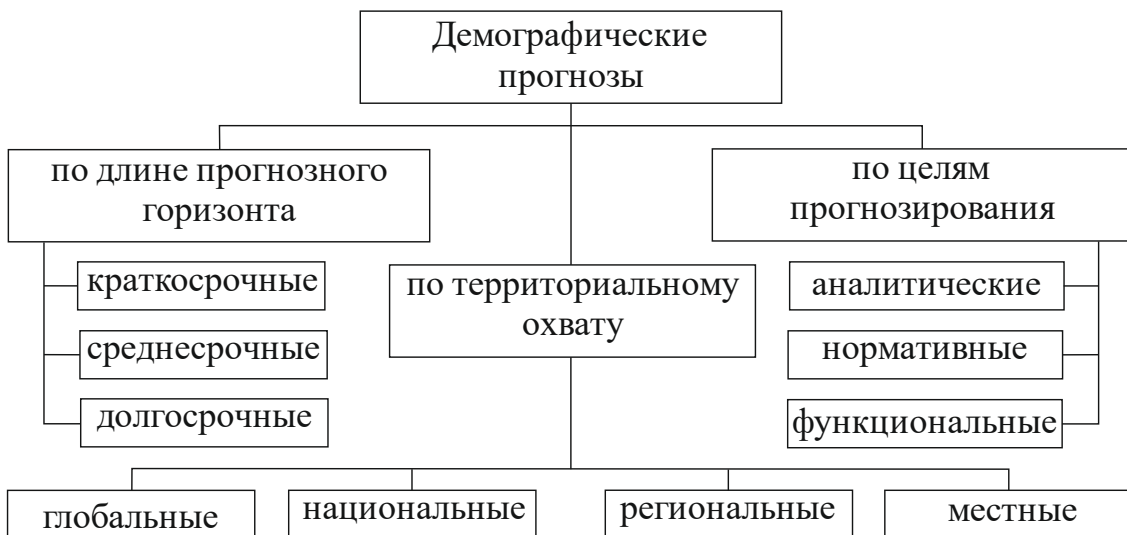 Демографические
прогнозы
по длине прогнозного
горизонта
по целям
прогнозирования
краткосрочные
среднесрочные
долгосрочные
по территориальному
охвату
аналитические
нормативные
функциональные
глобальные
национальные
региональные
местные